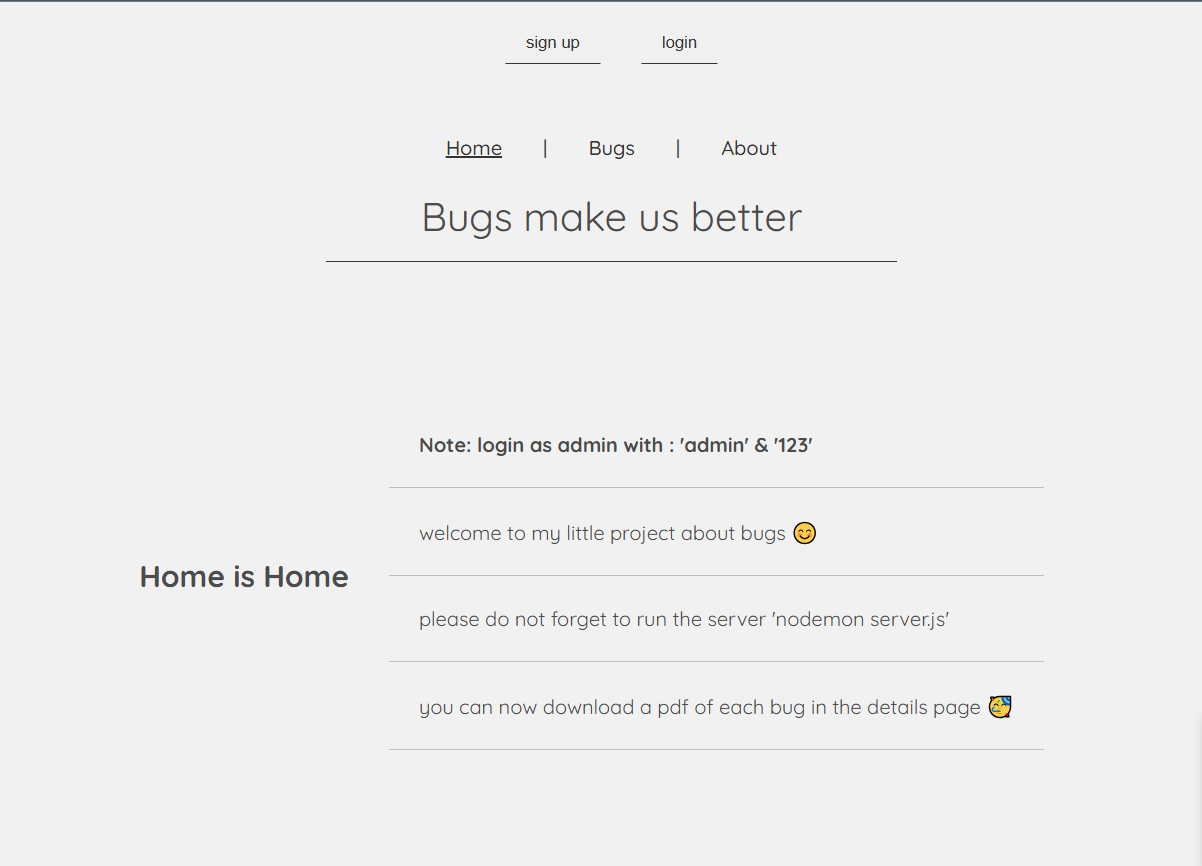 sign up login
Home | Bugs | About
Bugs make us better
Note: login as admin with : 'admin' & '123'
welcome to my little project about bugs 😊
Home is Home
please do not forget to run the server 'nodemon server.js'
you can now download a pdf of each bug in the details page 🥳